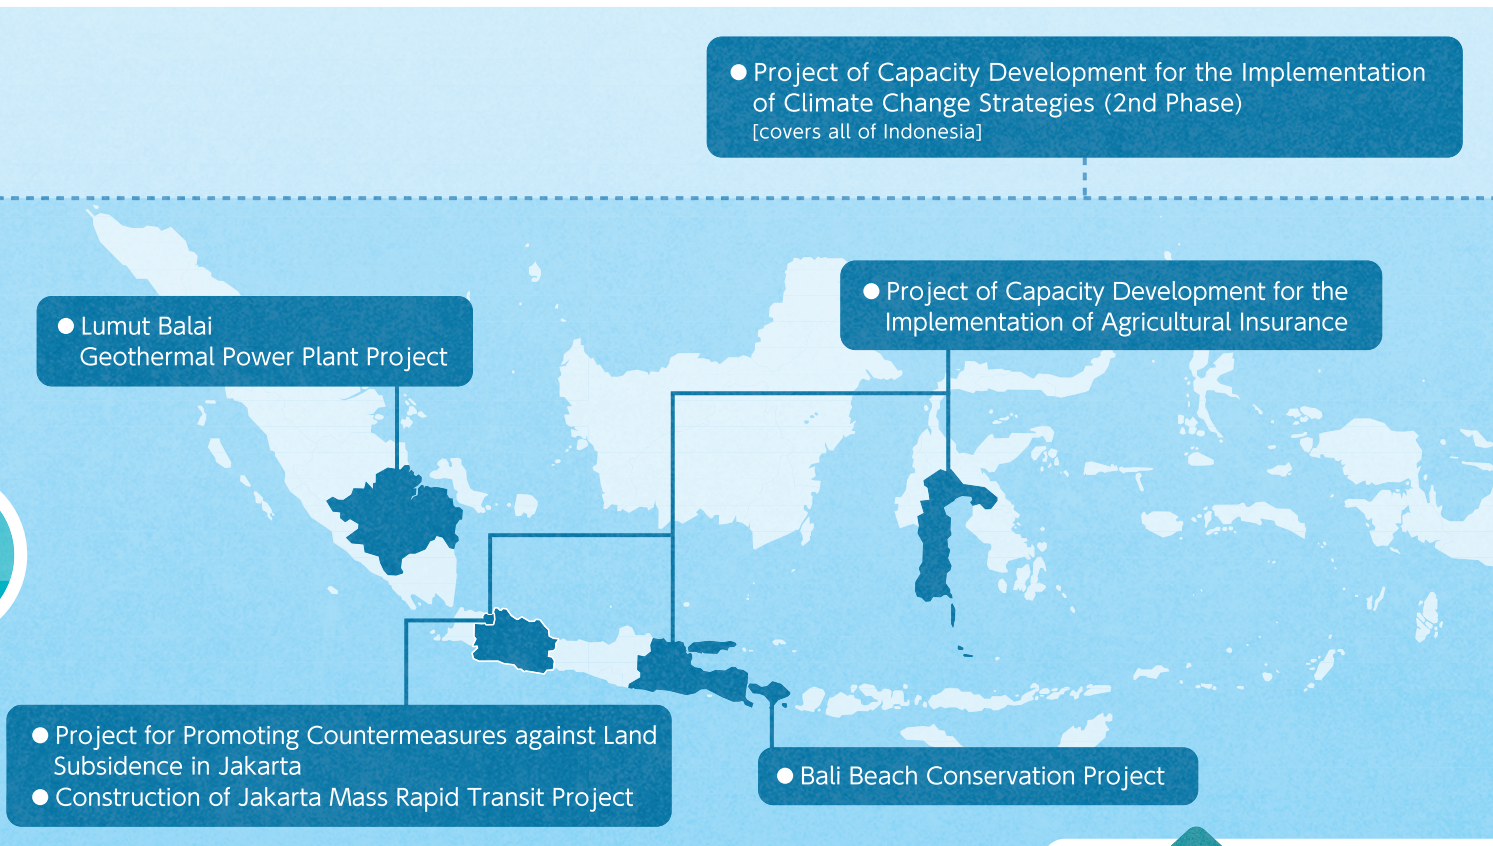 ● Project of Capacity Development for the Implementation
of Climate Change Strategies (2nd Phase)
[covers all of Indonesia]
● Project of Capacity Development for the
Implementation of Agricultural Insurance
● Lumut Balai
Geothermal Power Plant Project
● Project for Promoting Countermeasures against Land
Subsidence in Jakarta
● Construction of Jakarta Mass Rapid Transit Project
● Bali Beach Conservation Project